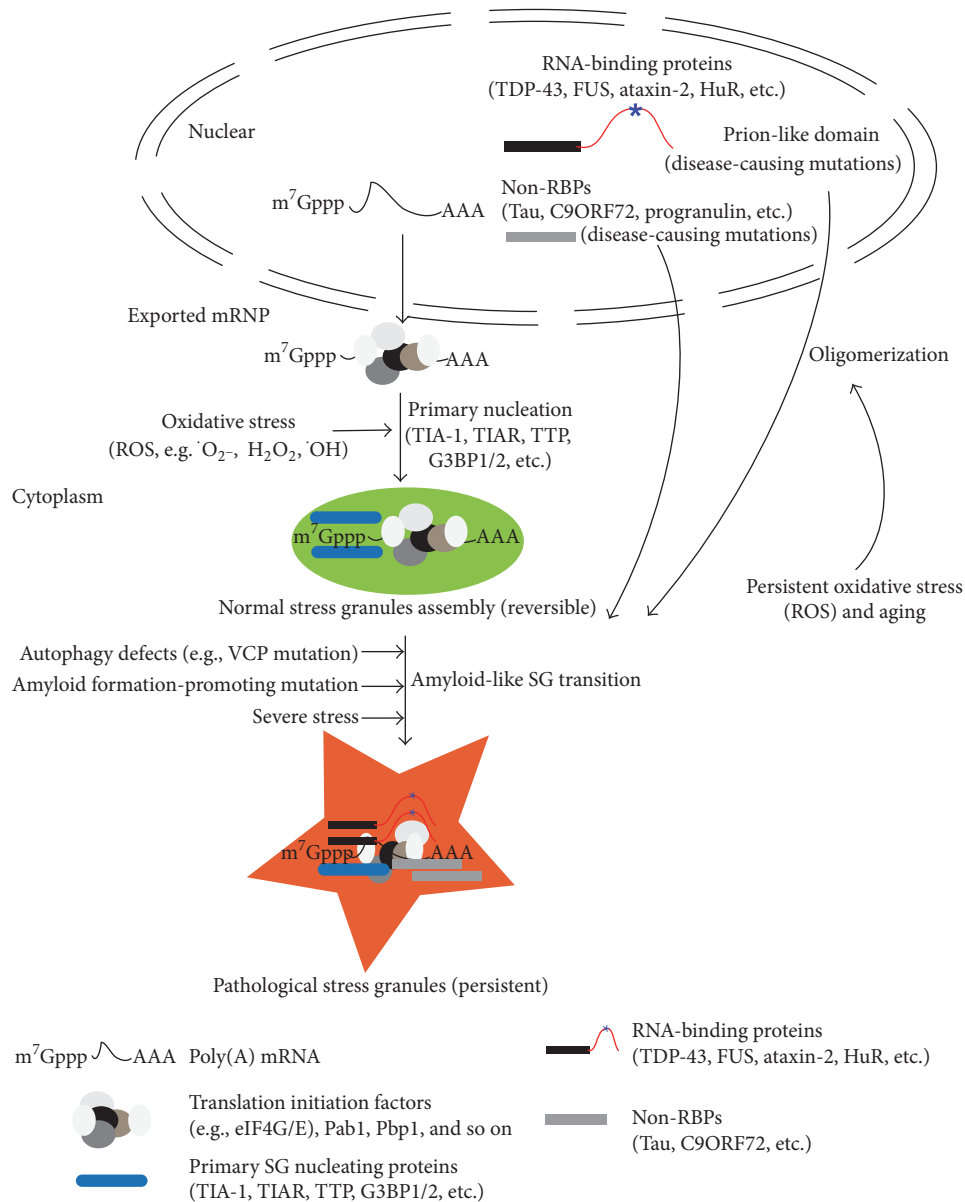 RNA-binding proteins
(TDP-43, FUS, ataxin-2, HuR, etc.)
*
Nuclear
Prion-like domain
(disease-causing mutations)
Non-RBPs
m⁷Gppp AAA
(Tau, C9ORF72, progranulin, etc.)
(disease-causing mutations)
Exported mRNP
m⁷Gppp AAA
Oligomerization
Oxidative stress
(ROS, e.g. ˙O₂₋, H₂O₂, ˙OH)
Primary nucleation
(TIA-1, TIAR, TTP,
G3BP1/2, etc.)
Cytoplasm
m⁷Gppp AAA
Normal stress granules assembly (reversible)
Persistent oxidative stress
(ROS) and aging
Autophagy defects (e.g., VCP mutation)
Amyloid formation-promoting mutation
Amyloid-like SG transition
Severe stress
m⁷Gppp AAA
Pathological stress granules (persistent)
m⁷Gppp AAA Poly(A) mRNA
Translation initiation factors
(e.g., eIF4G/E), Pab1, Pbp1, and so on
Primary SG nucleating proteins
(TIA-1, TIAR, TTP, G3BP1/2, etc.)
RNA-binding proteins
(TDP-43, FUS, ataxin-2, HuR, etc.)
Non-RBPs
(Tau, C9ORF72, etc.)